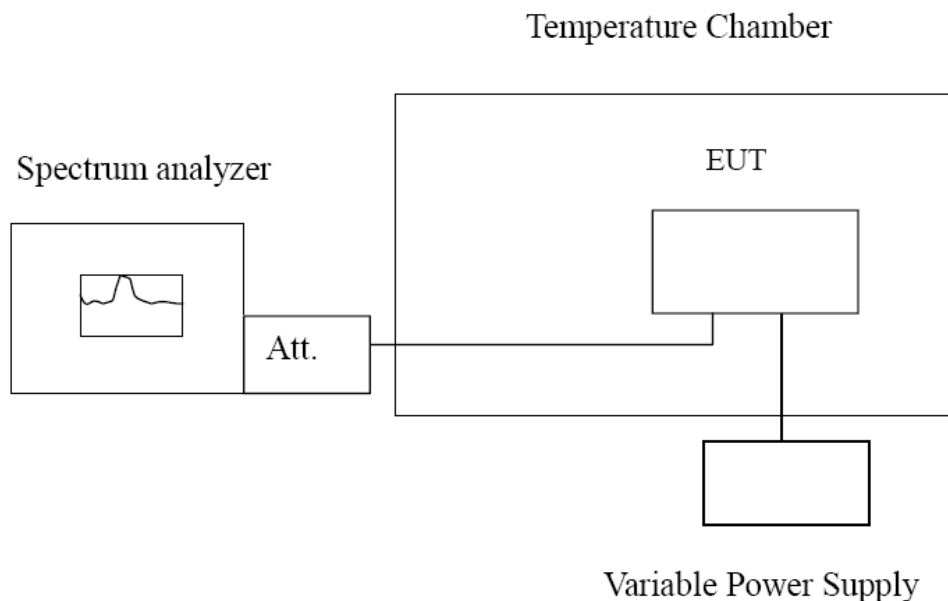 Temperature Chamber
Spectrum analyzer
EUT
Att.
Variable Power Supply